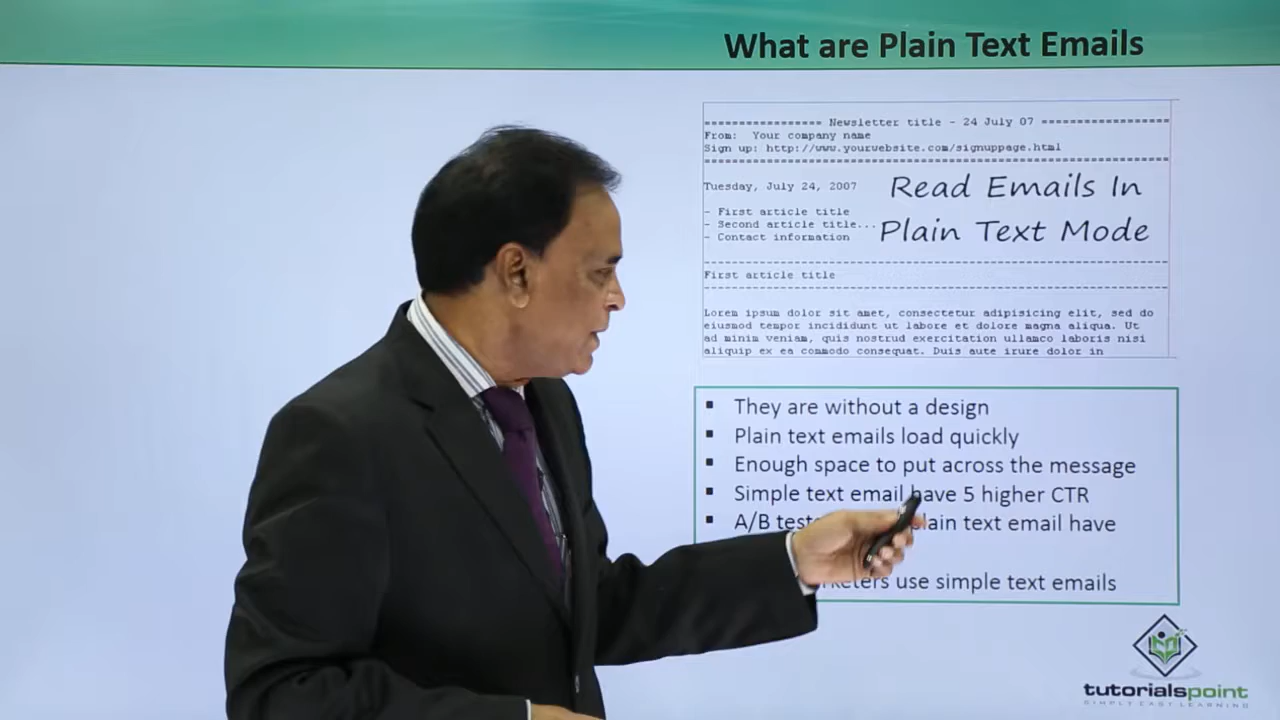 What are Plain Text Emails
================= Newsletter title - 24 July 07 ==================
From: Your company name
Sign up: http://www.yourwebsite.com/signuppage.html
Tuesday, July 24, 2007
Read Emails In
Plain Text Mode
- First article title
- Second article title...
- Contact information
First article title
Lorem ipsum dolor sit amet, consectetur adipisicing elit, sed do
eiusmod tempor incididunt ut labore et dolore magna aliqua. Ut
ad minim veniam, quis nostrud exercitation ullamco laboris nisi
aliquip ex ea commodo consequat. Duis aute irure dolor in
▪ They are without a design
▪ Plain text emails load quickly
▪ Enough space to put across the message
▪ Simple text email have 5 higher CTR
▪ A/B text email have
use simple text emails
tutorialspoint
SIMPLY EASY LEARNING